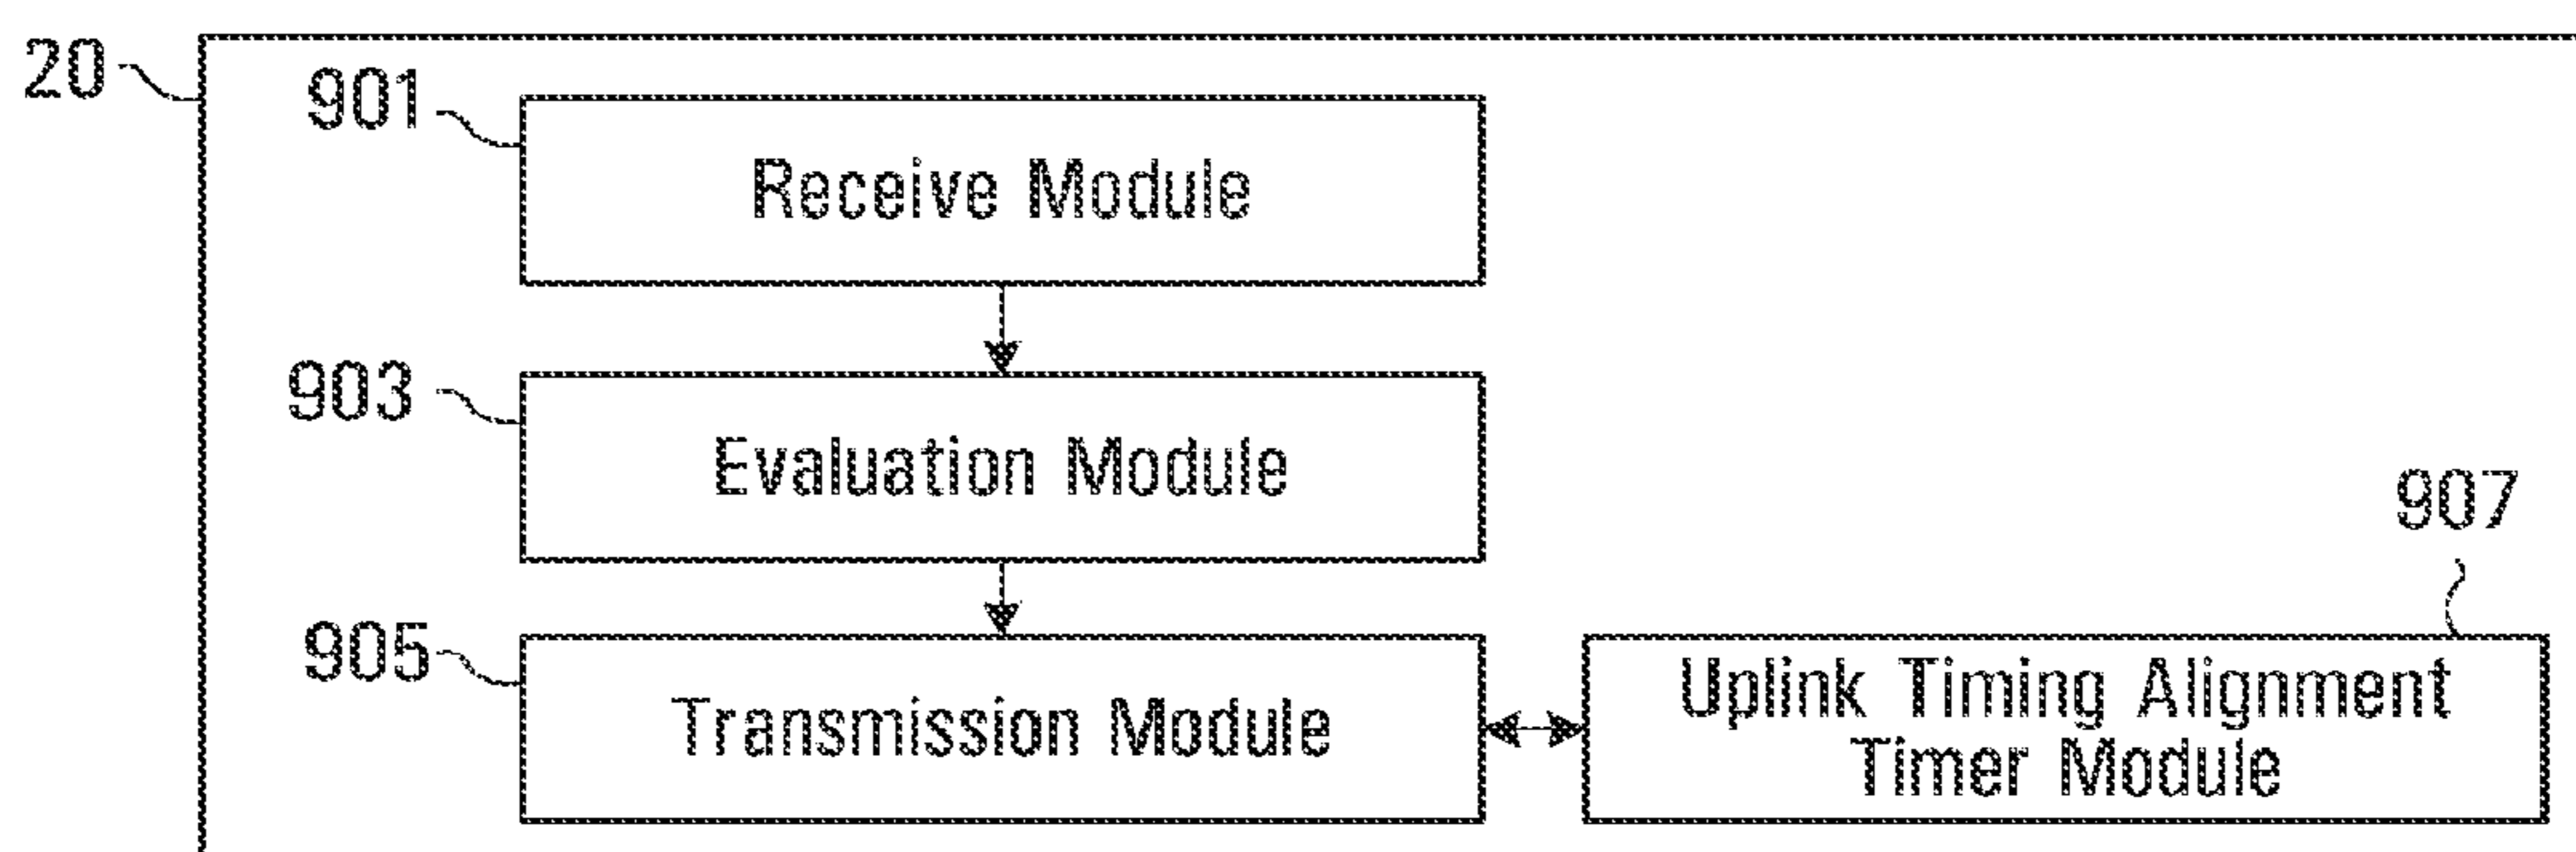 20
901
Receive Module
903
Evaluation Module
907
905
Transmission Module
Uplink Timing Alignment
Timer Module